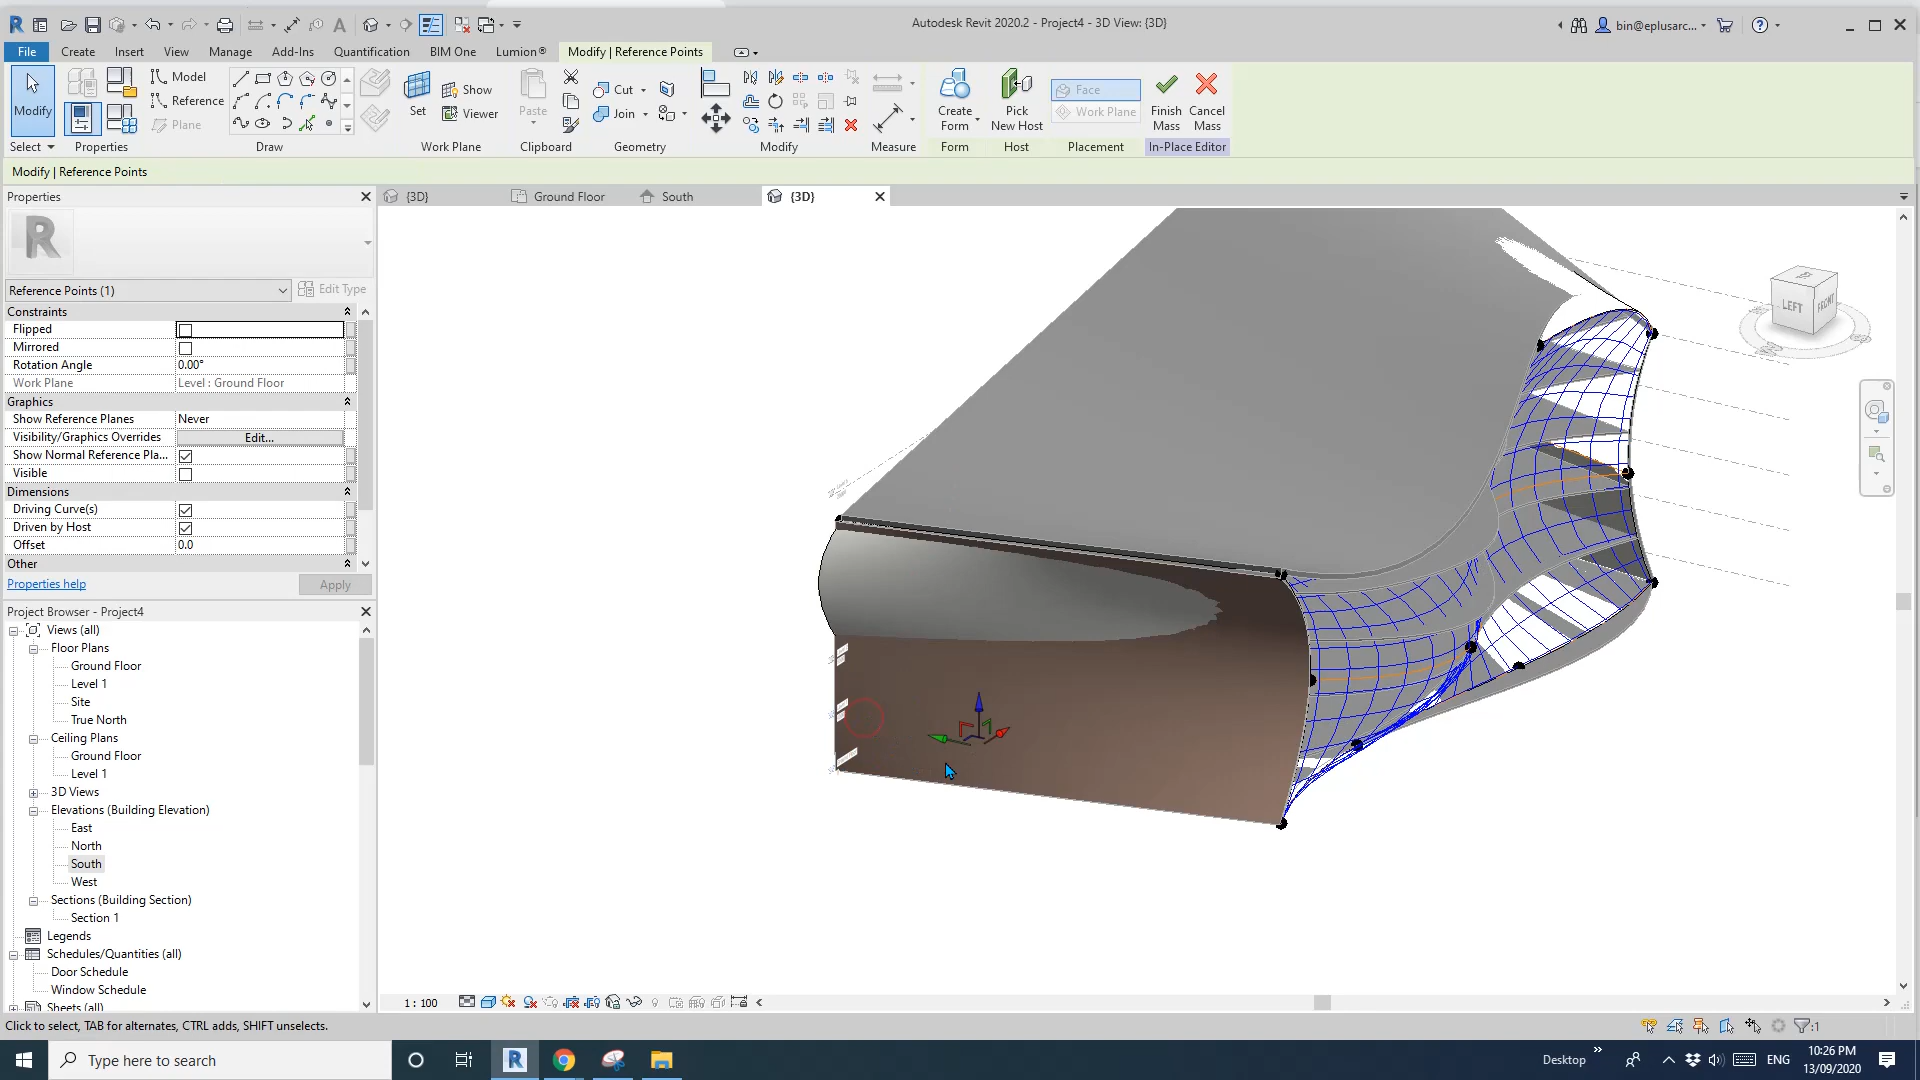 Autodesk Revit 2020.2 - Project4 - 3D View: {3D}
bin@eplusarc...
File Create Insert View Manage Add-Ins Quantification BIM One Lumion® Modify | Reference Points
Modify
Model
Reference
Plane
Set
Show
Viewer
Paste
Cut
Join
Create Form
Pick New Host
Face
Work Plane
Finish Mass
Cancel Mass
Select Properties Draw Work Plane Clipboard Geometry Modify Measure Form Host Placement In-Place Editor
Modify | Reference Points
Properties
{3D} Ground Floor South {3D}
R
Reference Points (1) Edit Type
Constraints
Flipped
Mirrored
Rotation Angle 0.00°
Work Plane Level : Ground Floor
Graphics
Show Reference Planes Never
Visibility/Graphics Overrides Edit...
Show Normal Reference Pla...
Visible
Dimensions
Driving Curve(s)
Driven by Host
Offset 0.0
Other
Properties help Apply
LEFT FRONT
Project Browser - Project4
Views (all)
Floor Plans
Ground Floor
Level 1
Site
True North
Ceiling Plans
Ground Floor
Level 1
3D Views
Elevations (Building Elevation)
East
North
South
West
Sections (Building Section)
Section 1
Legends
Schedules/Quantities (all)
Door Schedule
Window Schedule
Sheets (all)
1 : 100
Click to select, TAB for alternates, CTRL adds, SHIFT unselects.
:1
Type here to search
Desktop
ENG
10:26 PM
13/09/2020